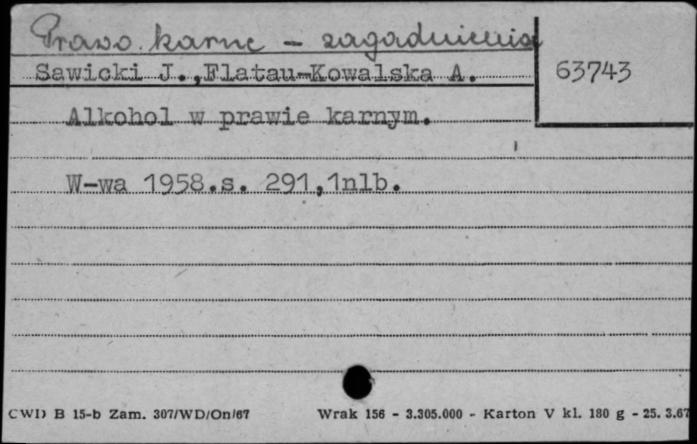 Prawo karne - zagadnienia
Sawicki J.,Flatau-Kowalska A.
63743
Alkohol w prawie karnym.
W-wa 1958.s. 291,1nlb.
CWD B 15-b Zam. 307/WD/On/67 Wrak 156 - 3.305.000 - Karton V kl. 180 g - 25. 3.67